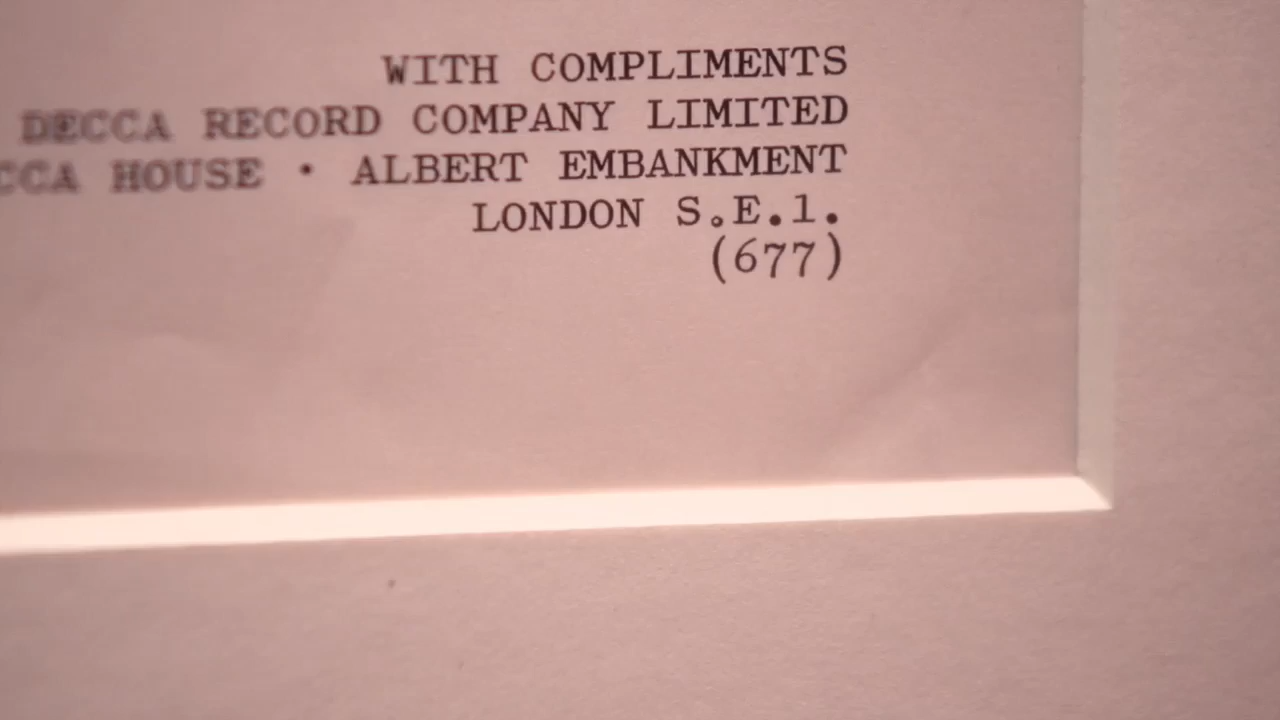 WITH COMPLIMENTS
DECCA RECORD COMPANY LIMITED
CCA HOUSE • ALBERT EMBANKMENT
LONDON S.E.1.
(677)